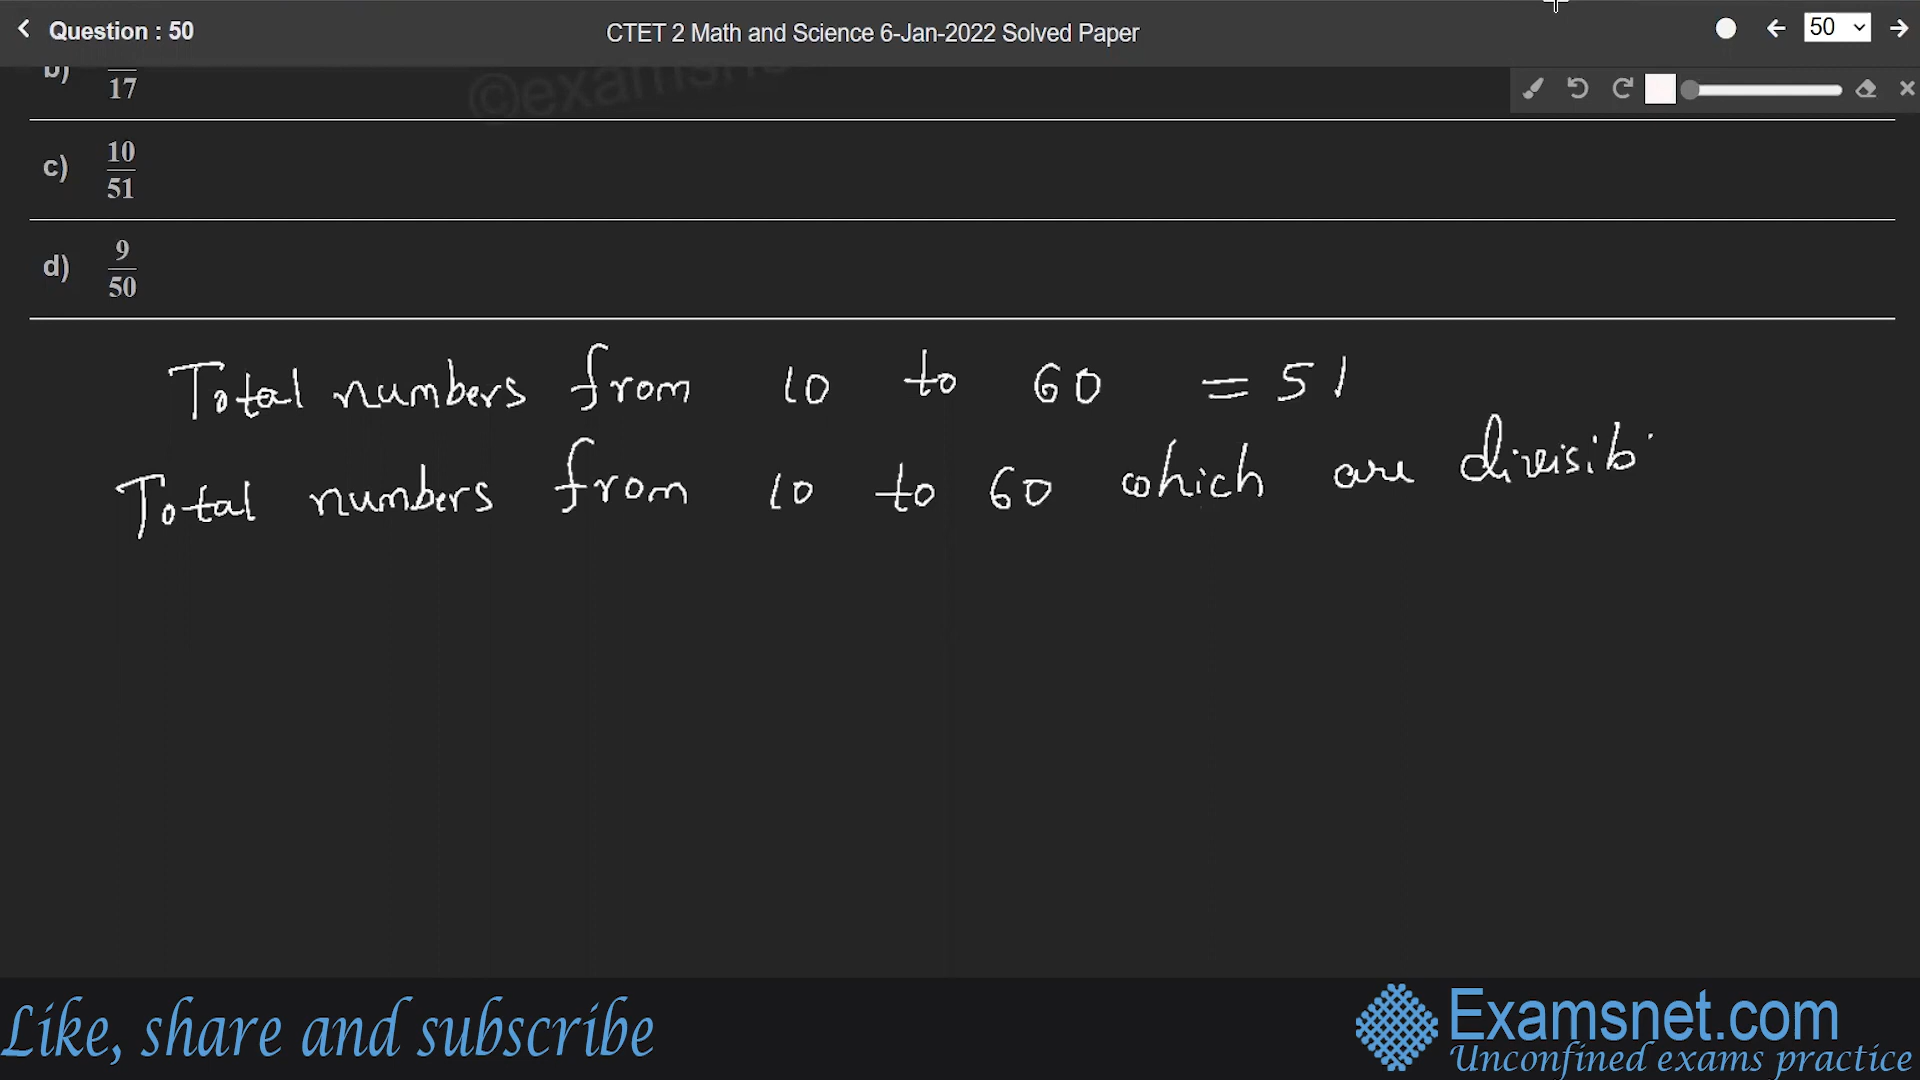 Question : 50
CTET 2 Math and Science 6-Jan-2022 Solved Paper
50
b)
17
©examsne
c) 10/51
d) 9/50
Total numbers from 10 to 60 = 51
Total numbers from 10 to 60 which are divisib
Like, share and subscribe
Examsnet.com
Unconfined exams practice